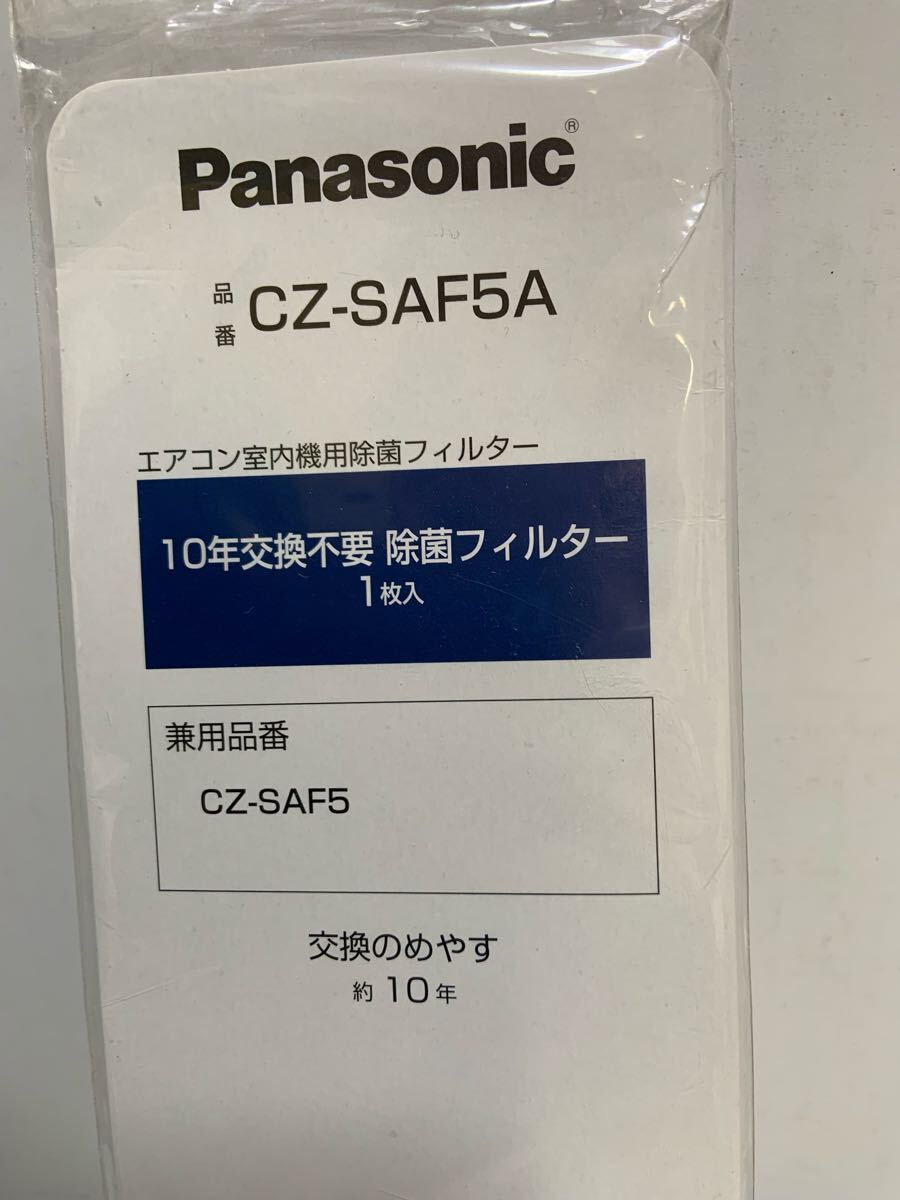 Panasonic®
品番 CZ-SAF5A
エアコン室内機用除菌フィルター
10年交換不要 除菌フィルター
1枚入
兼用品番
CZ-SAF5
交換のめやす
約10年